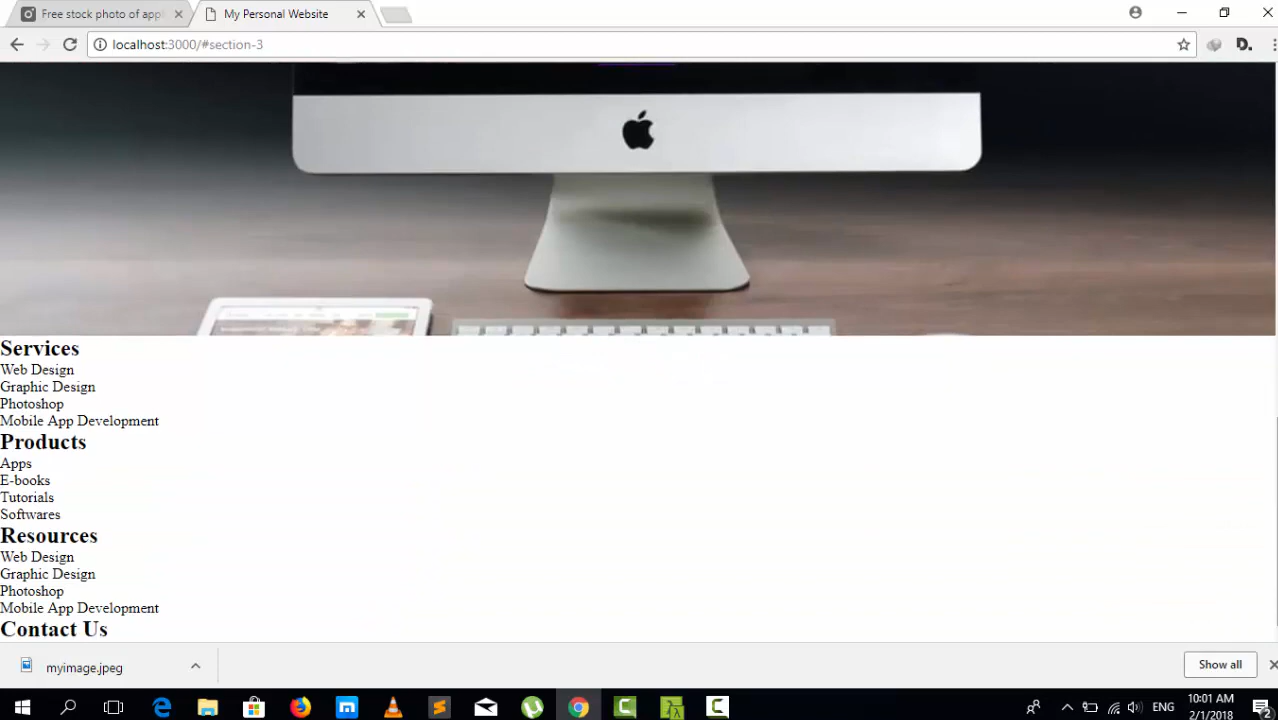 Free stock photo of appl
My Personal Website
localhost:3000/#section-3
D.
Services
Web Design
Graphic Design
Photoshop
Mobile App Development
Products
Apps
E-books
Tutorials
Softwares
Resources
Web Design
Graphic Design
Photoshop
Mobile App Development
Contact Us
myimage.jpeg
Show all
ENG
10:01 AM
2/1/2018
2